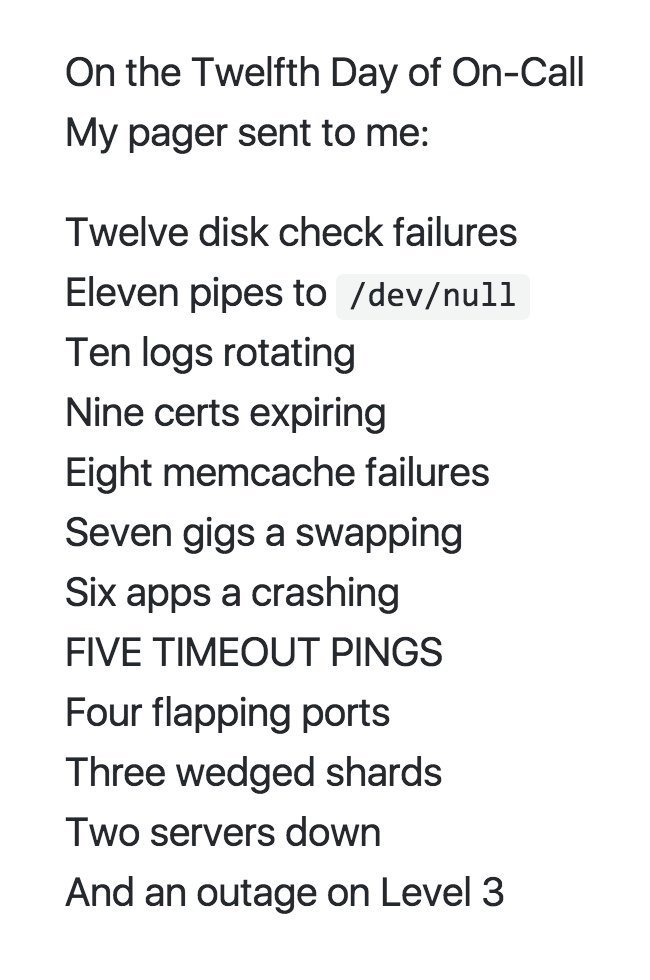 On the Twelfth Day of On-Call
My pager sent to me:
Twelve disk check failures
Eleven pipes to /dev/null
Ten logs rotating
Nine certs expiring
Eight memcache failures
Seven gigs a swapping
Six apps a crashing
FIVE TIMEOUT PINGS
Four flapping ports
Three wedged shards
Two servers down
And an outage on Level 3